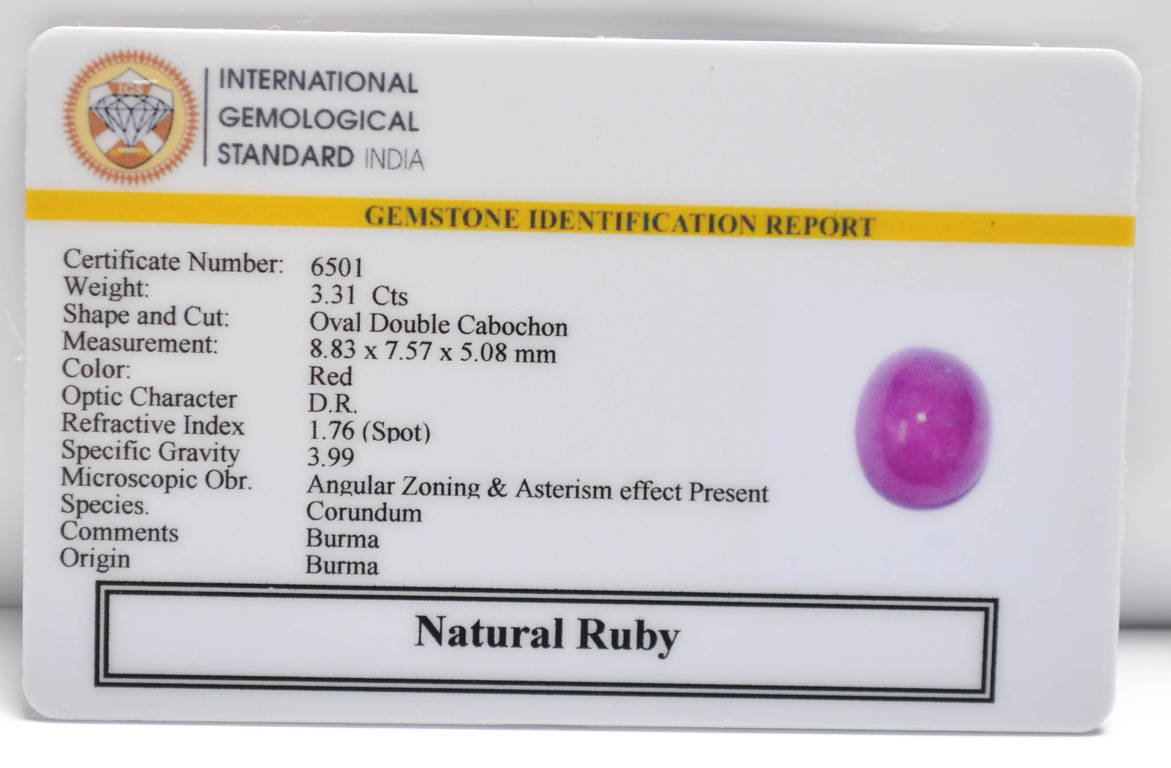 IGS
INTERNATIONAL
GEMOLOGICAL
STANDARD INDIA
GEMSTONE IDENTIFICATION REPORT
Certificate Number: 6501
Weight: 3.31 Cts
Shape and Cut: Oval Double Cabochon
Measurement: 8.83 x 7.57 x 5.08 mm
Color: Red
Optic Character D.R.
Refractive Index 1.76 (Spot)
Specific Gravity 3.99
Microscopic Obr. Angular Zoning & Asterism effect Present
Species. Corundum
Comments Burma
Origin Burma
Natural Ruby